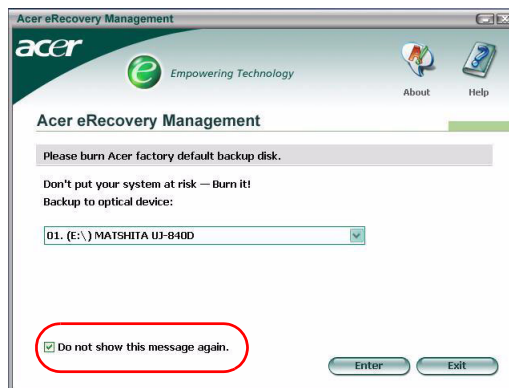 Acer eRecovery Management
acer
e Empowering Technology
About
Help
Acer eRecovery Management
Please burn Acer factory default backup disk.
Don't put your system at risk — Burn it!
Backup to optical device:
01. (E:\) MATSHITA UJ-840D
Do not show this message again.
Enter
Exit